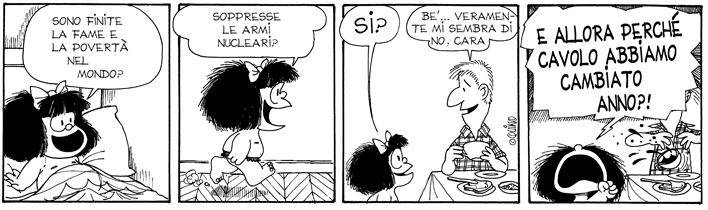 SONO FINITE
LA FAME E
LA POVERTÀ
NEL
MONDO?
SOPPRESSE
LE ARMI
NUCLEARI?
SI?
BE'... VERAMEN-
TE MI SEMBRA DI
NO, CARA
QUINO
E ALLORA PERCHÉ
CAVOLO ABBIAMO
CAMBIATO
ANNO?!